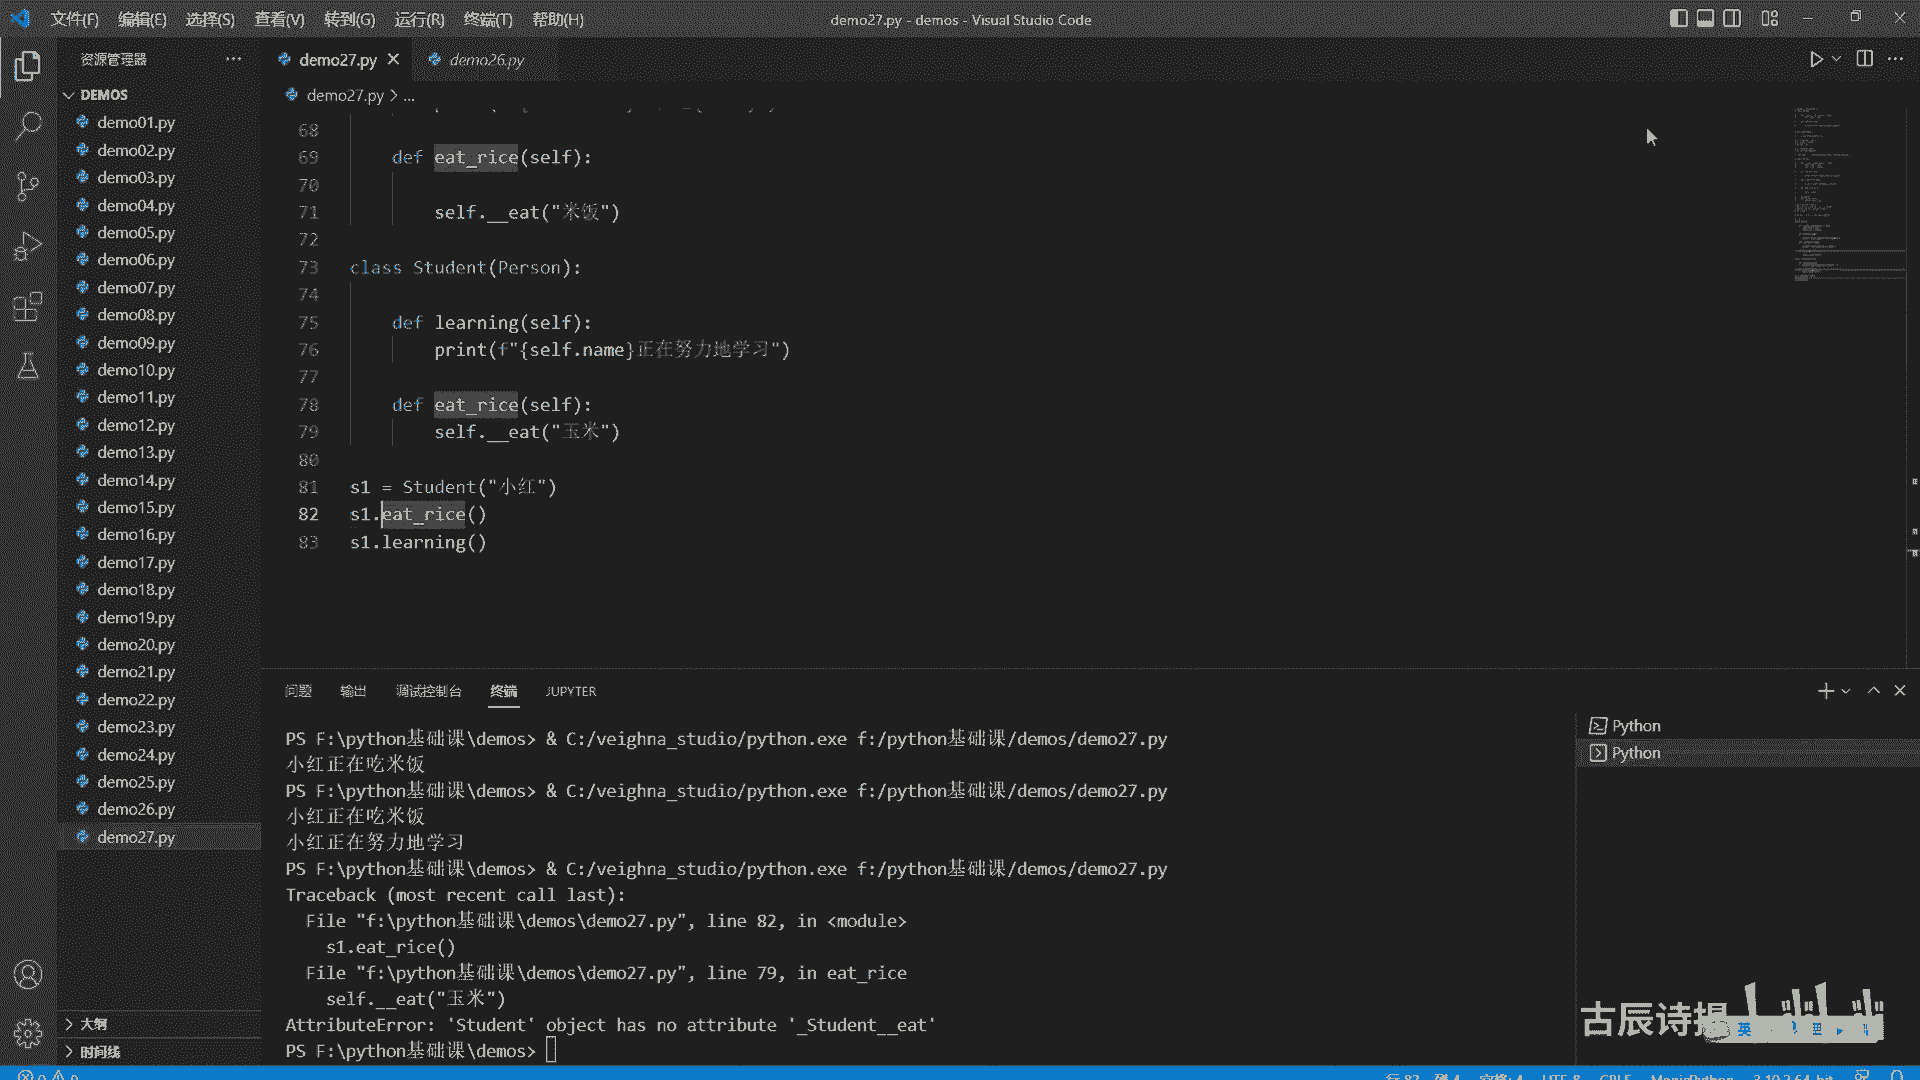 文件(F) 编辑(E) 选择(S) 查看(V) 转到(G) 运行(R) 终端(T) 帮助(H)
demo27.py - demos - Visual Studio Code
资源管理器
DEMOS
demo01.py
demo02.py
demo03.py
demo04.py
demo05.py
demo06.py
demo07.py
demo08.py
demo09.py
demo10.py
demo11.py
demo12.py
demo13.py
demo14.py
demo15.py
demo16.py
demo17.py
demo18.py
demo19.py
demo20.py
demo21.py
demo22.py
demo23.py
demo24.py
demo25.py
demo26.py
demo27.py
大纲
时间线
demo27.py demo26.py
demo27.py > ...
68
69 def eat_rice(self):
70
71 self.__eat("米饭")
72
73 class Student(Person):
74
75 def learning(self):
76 print(f"{self.name}正在努力地学习")
77
78 def eat_rice(self):
79 self.__eat("玉米")
80
81 s1 = Student("小红")
82 s1.eat_rice()
83 s1.learning()
问题 输出 调试控制台 终端 JUPYTER
PS F:\python基础课\demos> & C:/veighna_studio/python.exe f:/python基础课/demos/demo27.py
小红正在吃米饭
PS F:\python基础课\demos> & C:/veighna_studio/python.exe f:/python基础课/demos/demo27.py
小红正在吃米饭
小红正在努力地学习
PS F:\python基础课\demos> & C:/veighna_studio/python.exe f:/python基础课/demos/demo27.py
Traceback (most recent call last):
File "f:\python基础课\demos\demo27.py", line 82, in <module>
s1.eat_rice()
File "f:\python基础课\demos\demo27.py", line 79, in eat_rice
self.__eat("玉米")
AttributeError: 'Student' object has no attribute '_Student__eat'
PS F:\python基础课\demos>
Python
Python
古辰诗提
英